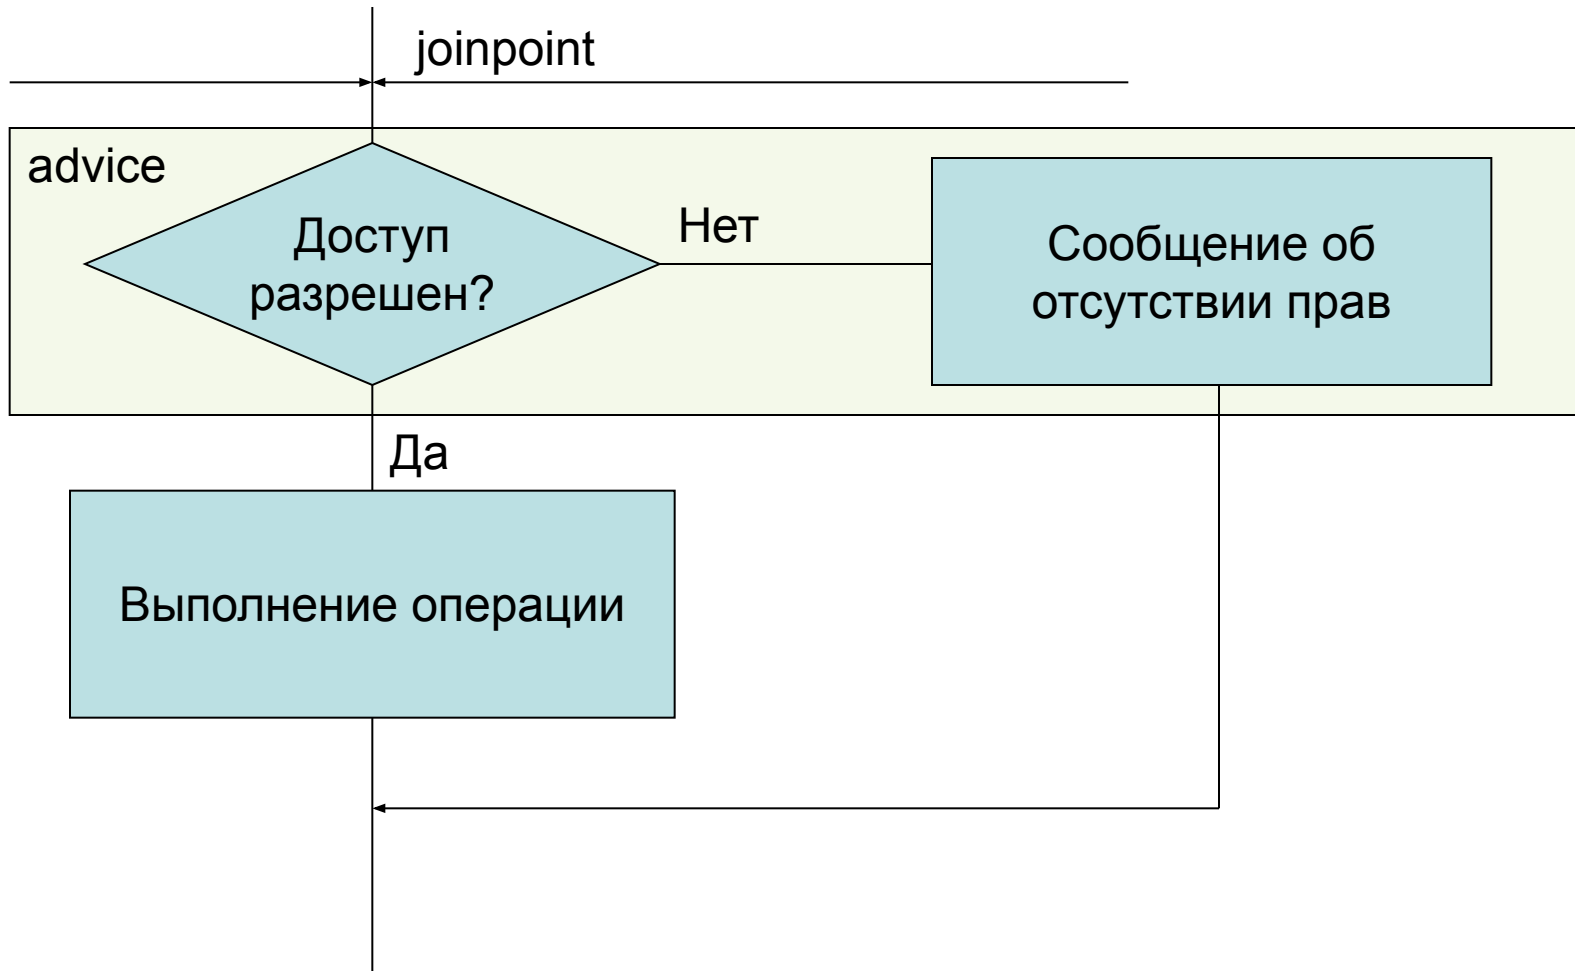 joinpoint
advice
Доступ
разрешен?
Нет
Сообщение об
отсутствии прав
Да
Выполнение операции